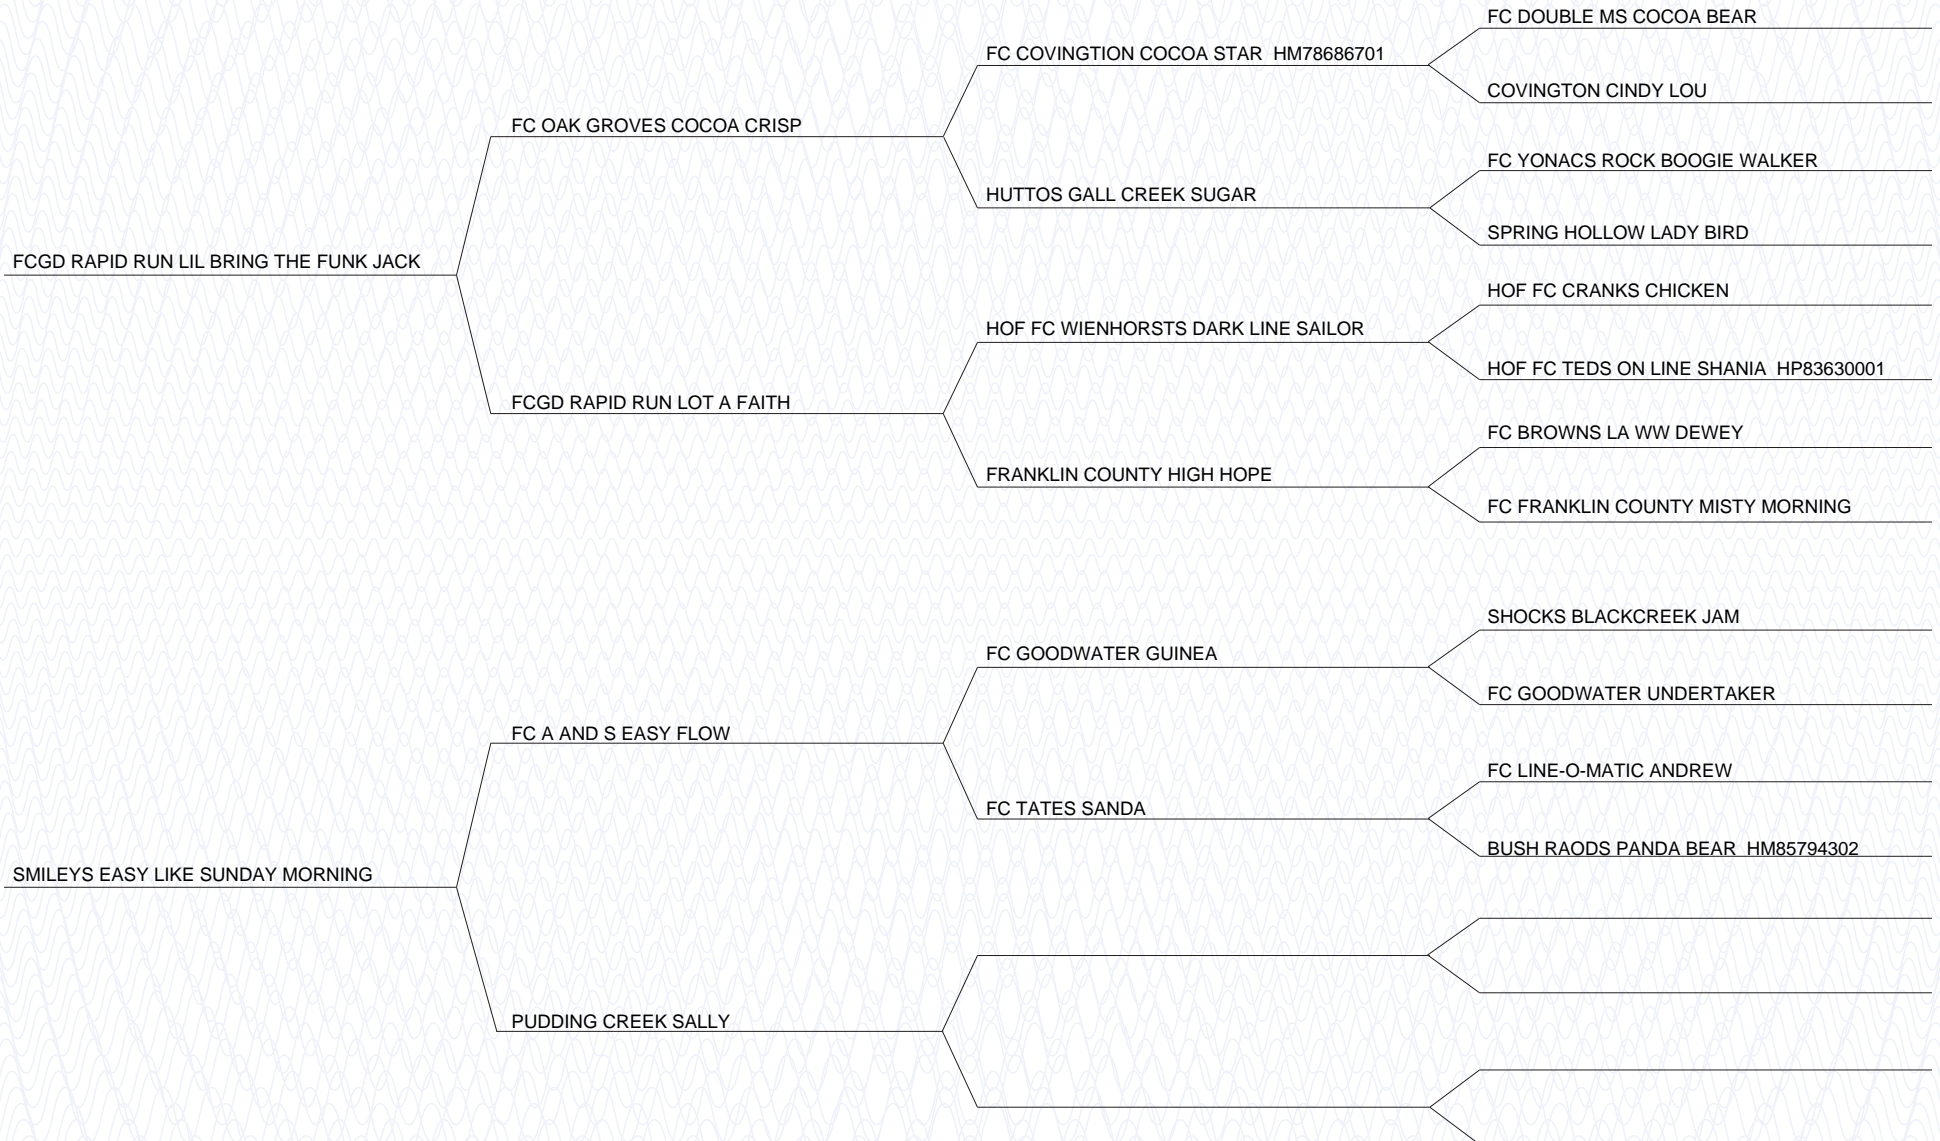 FC DOUBLE MS COCOA BEAR
FC COVINGTION COCOA STAR HM78686701
COVINGTON CINDY LOU
FC OAK GROVES COCOA CRISP
FC YONACS ROCK BOOGIE WALKER
HUTTOS GALL CREEK SUGAR
SPRING HOLLOW LADY BIRD
FCGD RAPID RUN LIL BRING THE FUNK JACK
HOF FC CRANKS CHICKEN
HOF FC WIENHORSTS DARK LINE SAILOR
HOF FC TEDS ON LINE SHANIA HP83630001
FCGD RAPID RUN LOT A FAITH
FC BROWNS LA WW DEWEY
FRANKLIN COUNTY HIGH HOPE
FC FRANKLIN COUNTY MISTY MORNING
SHOCKS BLACKCREEK JAM
FC GOODWATER GUINEA
FC GOODWATER UNDERTAKER
FC A AND S EASY FLOW
FC LINE-O-MATIC ANDREW
FC TATES SANDA
BUSH RAODS PANDA BEAR HM85794302
SMILEYS EASY LIKE SUNDAY MORNING
PUDDING CREEK SALLY